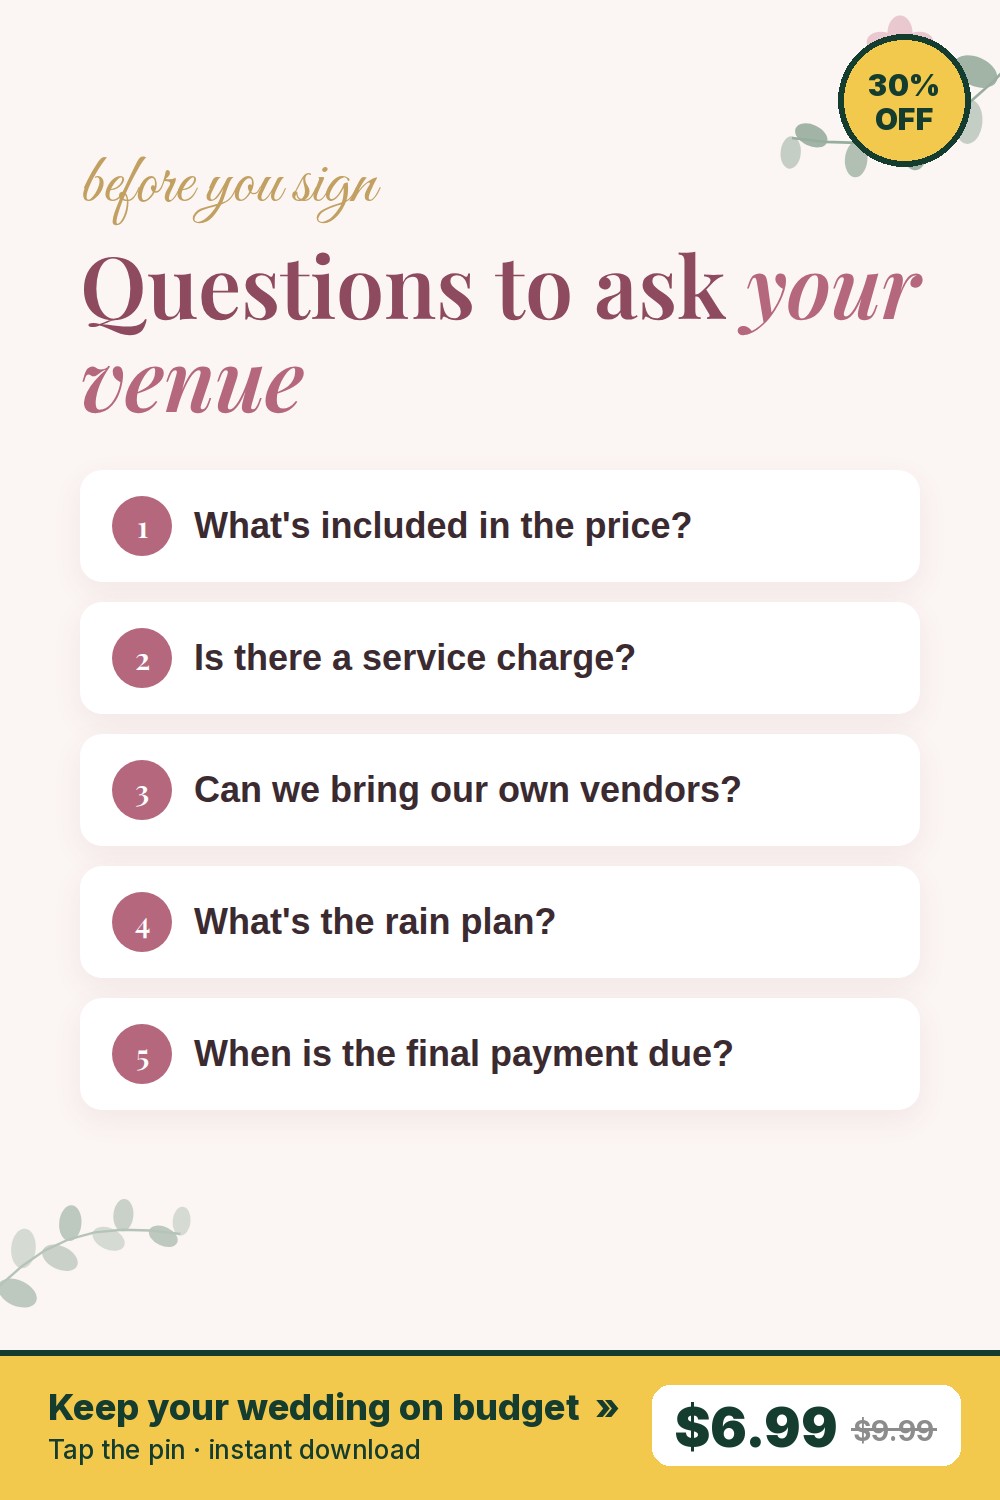 30%
OFF
before you sign
Questions to ask your
venue
1 What's included in the price?
2 Is there a service charge?
3 Can we bring our own vendors?
4 What's the rain plan?
5 When is the final payment due?
Keep your wedding on budget »
Tap the pin · instant download
$6.99 $9.99